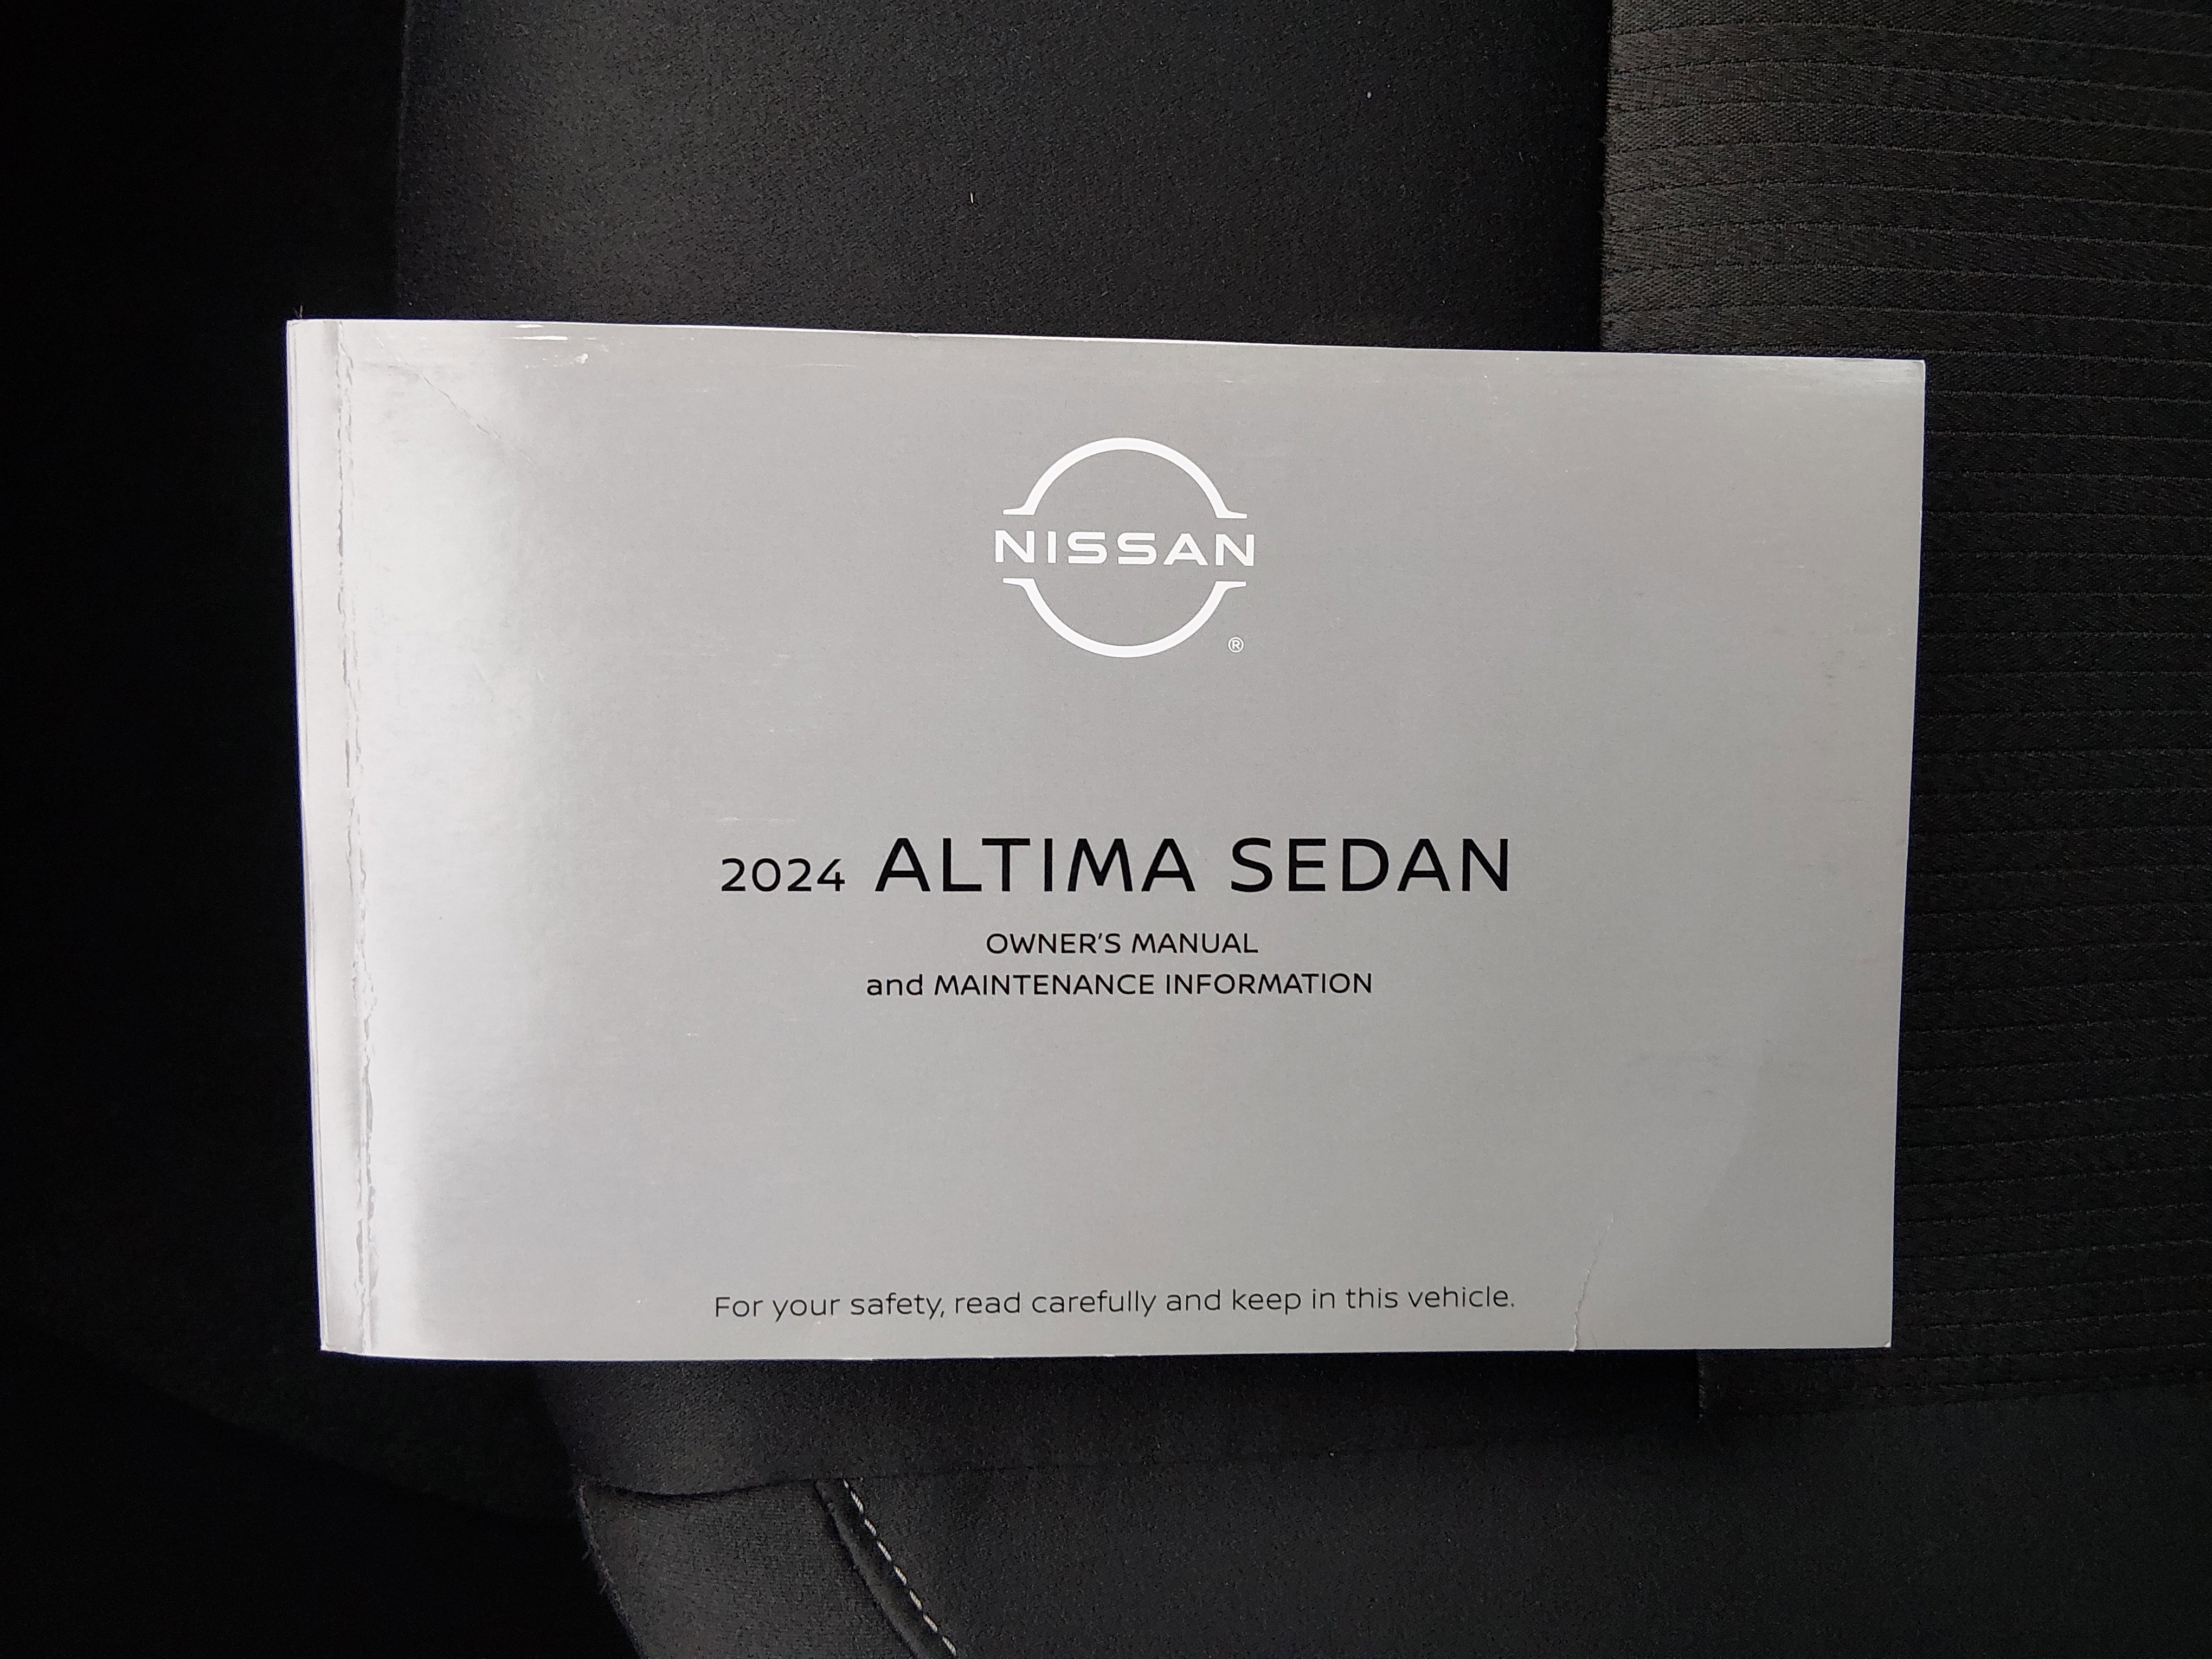 NISSAN
®
2024 ALTIMA SEDAN
OWNER'S MANUAL
and MAINTENANCE INFORMATION
For your safety, read carefully and keep in this vehicle.